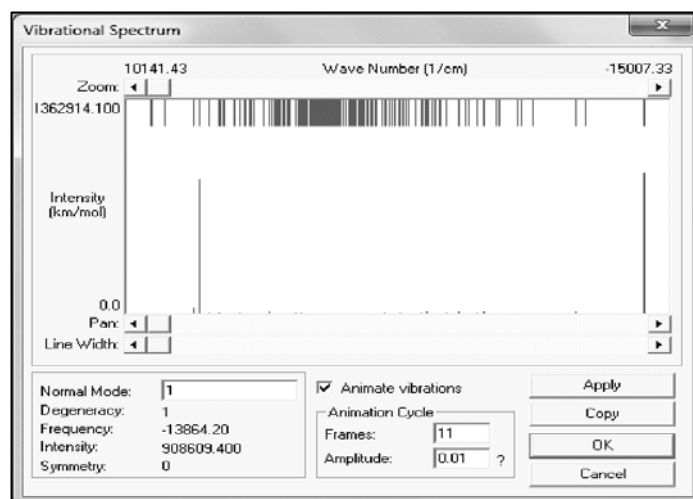 Vibrational Spectrum
x
10141.43 Wave Number (1/cm) -15007.33
Zoom:
1362914.100
Intensity
(km/mol)
0.0
Pan:
Line Width:
Normal Mode: 1
Degeneracy: 1
Frequency: -13864.20
Intensity: 908609.400
Symmetry: 0
Animate vibrations
Animation Cycle
Frames: 11
Amplitude: 0.01 ?
Apply
Copy
OK
Cancel